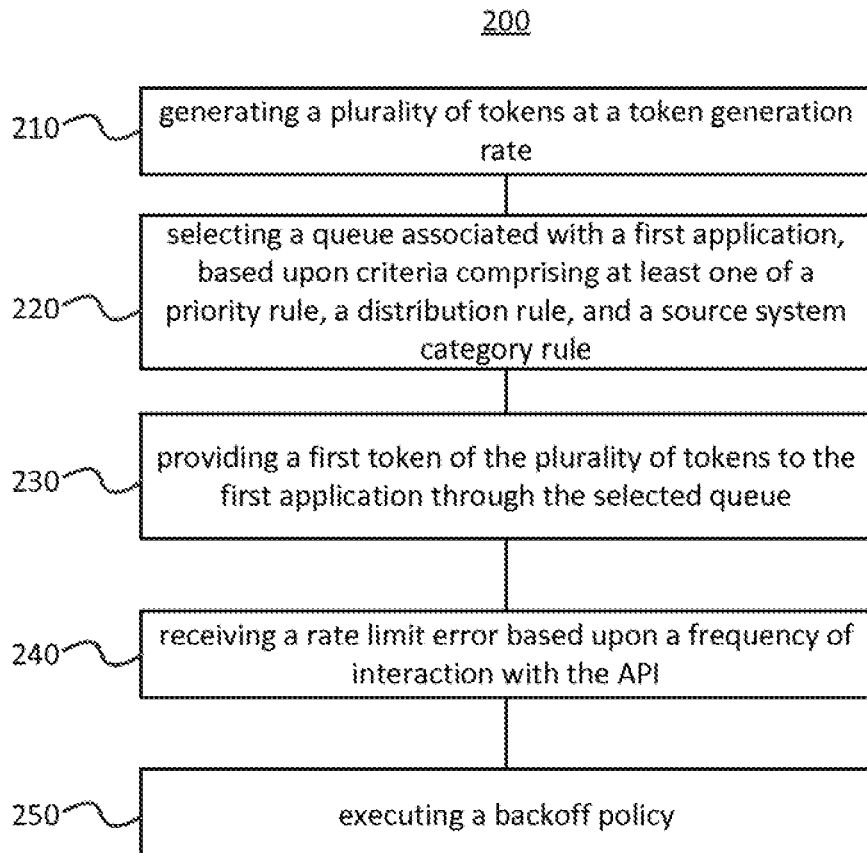 200
210
generating a plurality of tokens at a token generation
rate
220
selecting a queue associated with a first application,
based upon criteria comprising at least one of a
priority rule, a distribution rule, and a source system
category rule
230
providing a first token of the plurality of tokens to the
first application through the selected queue
240
receiving a rate limit error based upon a frequency of
interaction with the API
250
executing a backoff policy